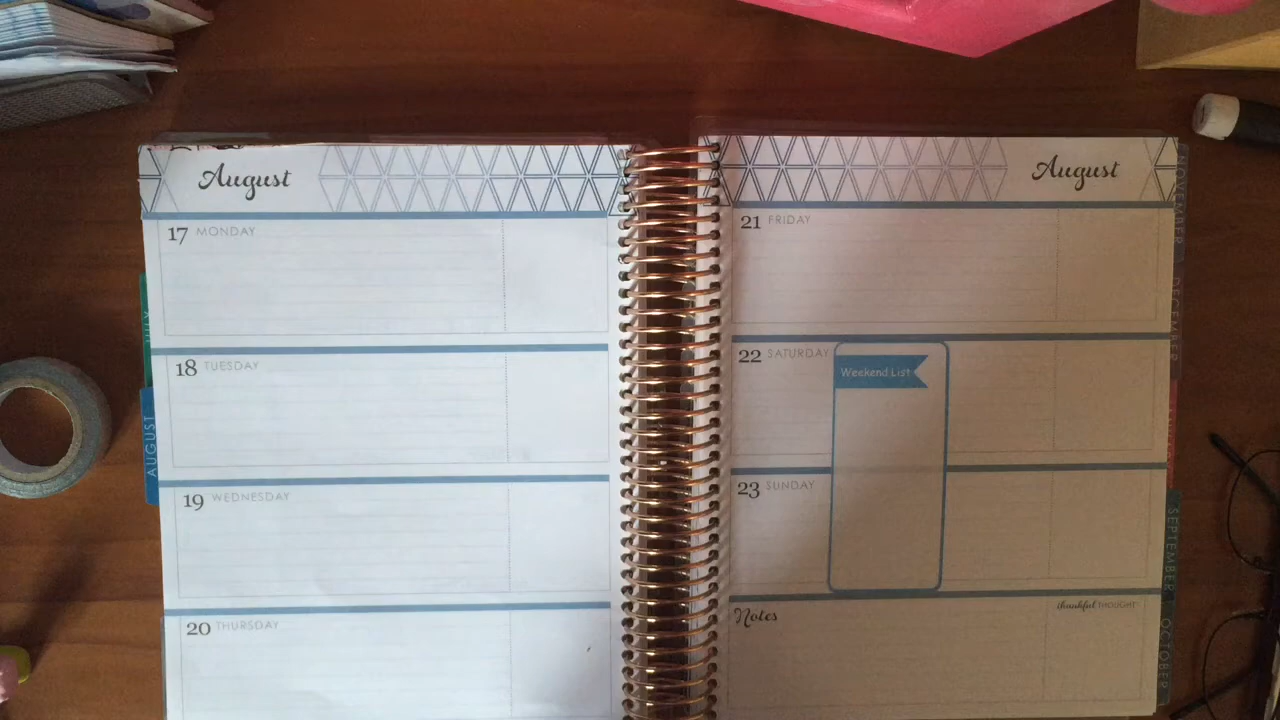 August
17 MONDAY
18 TUESDAY
19 WEDNESDAY
20 THURSDAY
August
21 FRIDAY
22 SATURDAY
Weekend List
23 SUNDAY
Notes
thankful THOUGHT
JULY
AUGUST
NOVEMBER
DECEMBER
SEPTEMBER
OCTOBER